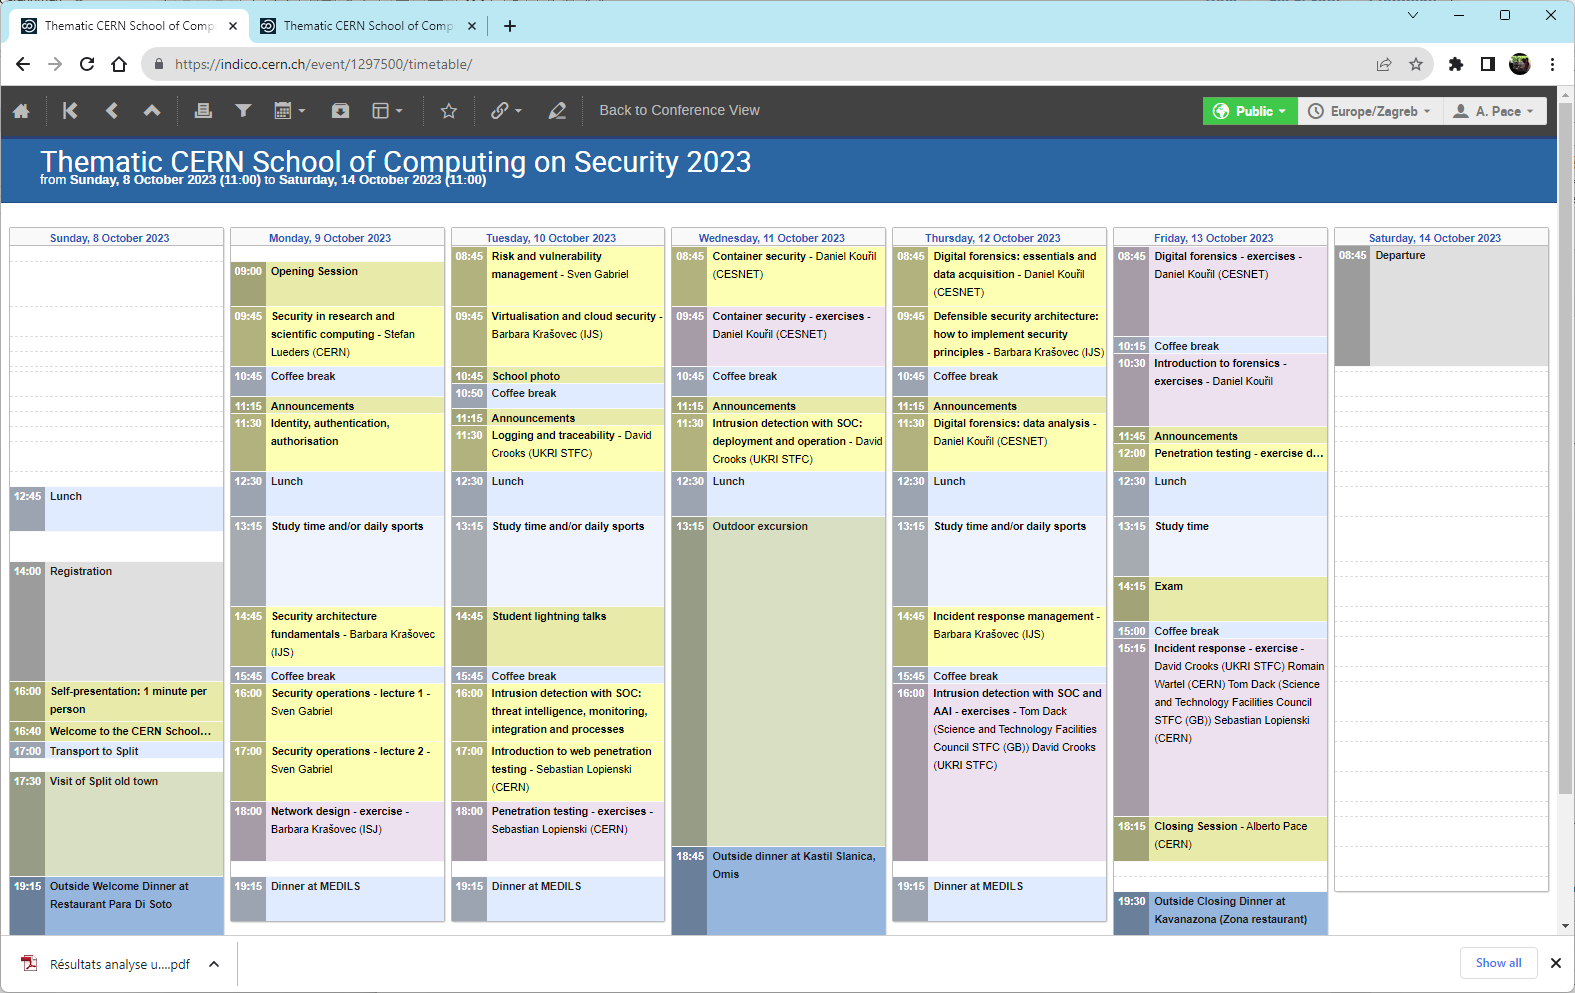 Thematic CERN School of Comp
Thematic CERN School of Comp
https://indico.cern.ch/event/1297500/timetable/
Back to Conference View
Public
Europe/Zagreb
A. Pace
Thematic CERN School of Computing on Security 2023
from Sunday, 8 October 2023 (11:00) to Saturday, 14 October 2023 (11:00)
Sunday, 8 October 2023
12:45 Lunch
14:00 Registration
16:00 Self-presentation: 1 minute per
person
16:40 Welcome to the CERN School...
17:00 Transport to Split
17:30 Visit of Split old town
19:15 Outside Welcome Dinner at
Restaurant Para Di Soto
Monday, 9 October 2023
09:00 Opening Session
09:45 Security in research and
scientific computing - Stefan
Lueders (CERN)
10:45 Coffee break
11:15 Announcements
11:30 Identity, authentication,
authorisation
12:30 Lunch
13:15 Study time and/or daily sports
14:45 Security architecture
fundamentals - Barbara Krašovec
(IJS)
15:45 Coffee break
16:00 Security operations - lecture 1 -
Sven Gabriel
17:00 Security operations - lecture 2 -
Sven Gabriel
18:00 Network design - exercise -
Barbara Krašovec (ISJ)
19:15 Dinner at MEDILS
Tuesday, 10 October 2023
08:45 Risk and vulnerability
management - Sven Gabriel
09:45 Virtualisation and cloud security -
Barbara Krašovec (IJS)
10:45 School photo
10:50 Coffee break
11:15 Announcements
11:30 Logging and traceability - David
Crooks (UKRI STFC)
12:30 Lunch
13:15 Study time and/or daily sports
14:45 Student lightning talks
15:45 Coffee break
16:00 Intrusion detection with SOC:
threat intelligence, monitoring,
integration and processes
17:00 Introduction to web penetration
testing - Sebastian Lopienski
(CERN)
18:00 Penetration testing - exercises -
Sebastian Lopienski (CERN)
19:15 Dinner at MEDILS
Wednesday, 11 October 2023
08:45 Container security - Daniel Kouřil
(CESNET)
09:45 Container security - exercises -
Daniel Kouřil (CESNET)
10:45 Coffee break
11:15 Announcements
11:30 Intrusion detection with SOC:
deployment and operation - David
Crooks (UKRI STFC)
12:30 Lunch
13:15 Outdoor excursion
18:45 Outside dinner at Kastil Slanica,
Omis
Thursday, 12 October 2023
08:45 Digital forensics: essentials and
data acquisition - Daniel Kouřil
(CESNET)
09:45 Defensible security architecture:
how to implement security
principles - Barbara Krašovec (IJS)
10:45 Coffee break
11:15 Announcements
11:30 Digital forensics: data analysis -
Daniel Kouřil (CESNET)
12:30 Lunch
13:15 Study time and/or daily sports
14:45 Incident response management -
Barbara Krašovec (IJS)
15:45 Coffee break
16:00 Intrusion detection with SOC and
AAI - exercises - Tom Dack
(Science and Technology Facilities
Council STFC (GB)) David Crooks
(UKRI STFC)
19:15 Dinner at MEDILS
Friday, 13 October 2023
08:45 Digital forensics - exercises -
Daniel Kouřil (CESNET)
10:15 Coffee break
10:30 Introduction to forensics -
exercises - Daniel Kouřil
11:45 Announcements
12:00 Penetration testing - exercise d...
12:30 Lunch
13:15 Study time
14:15 Exam
15:00 Coffee break
15:15 Incident response - exercise -
David Crooks (UKRI STFC) Romain
Wartel (CERN) Tom Dack (Science
and Technology Facilities Council
STFC (GB)) Sebastian Lopienski
(CERN)
18:15 Closing Session - Alberto Pace
(CERN)
19:30 Outside Closing Dinner at
Kavanazona (Zona restaurant)
Saturday, 14 October 2023
08:45 Departure
Résultats analyse u....pdf
Show all